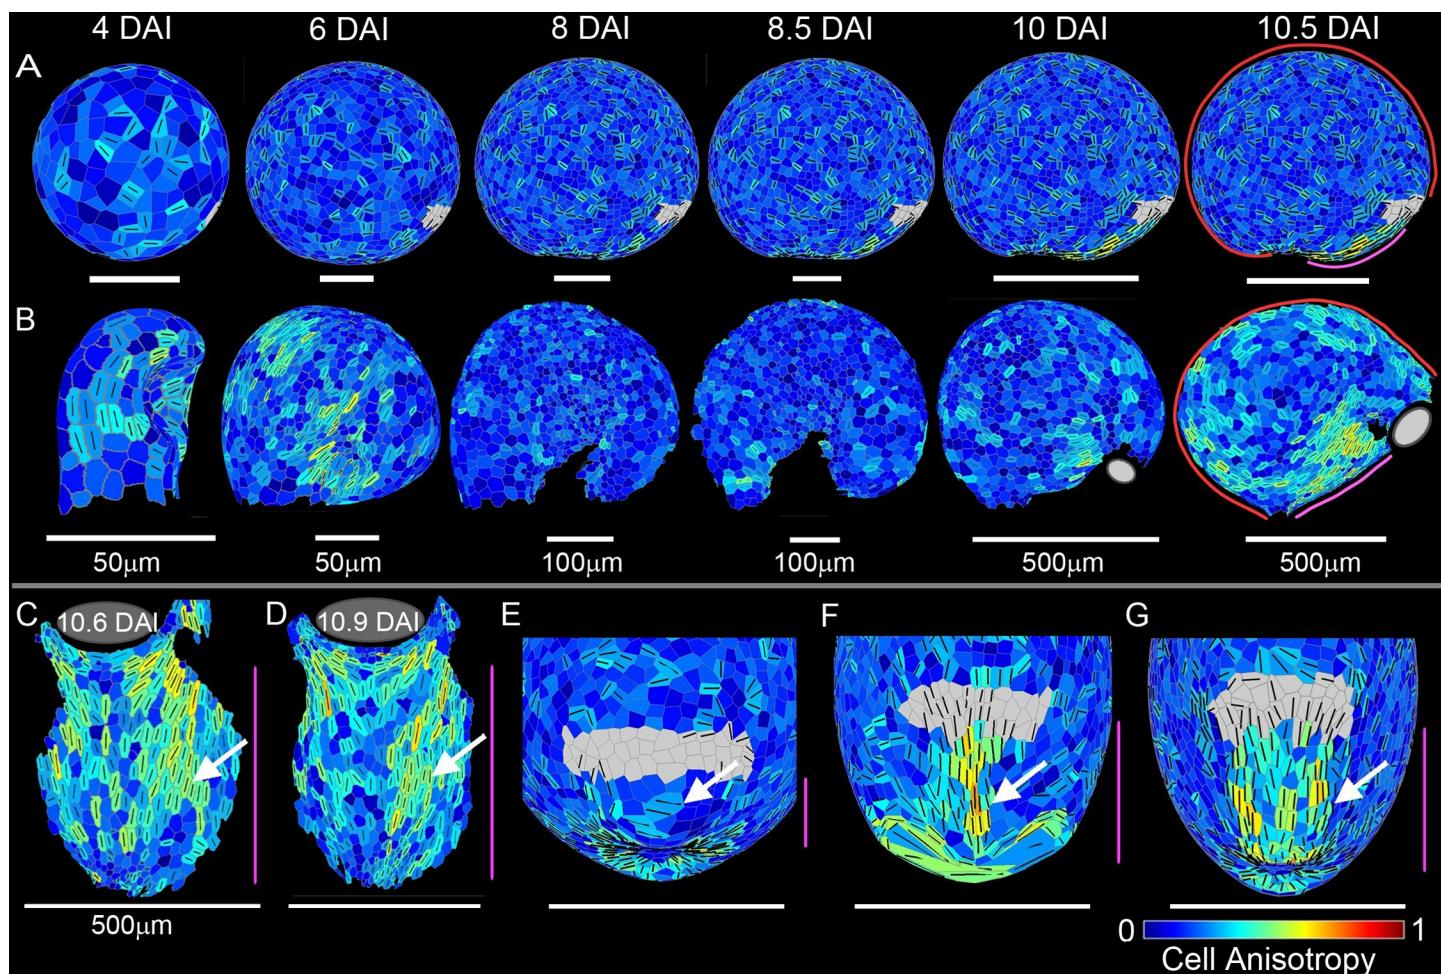 4 DAI 6 DAI 8 DAI 8.5 DAI 10 DAI 10.5 DAI
A
B
50μm 50μm 100μm 100μm 500μm 500μm
C 10.6 DAI D 10.9 DAI E F G
500μm
0 1
Cell Anisotropy